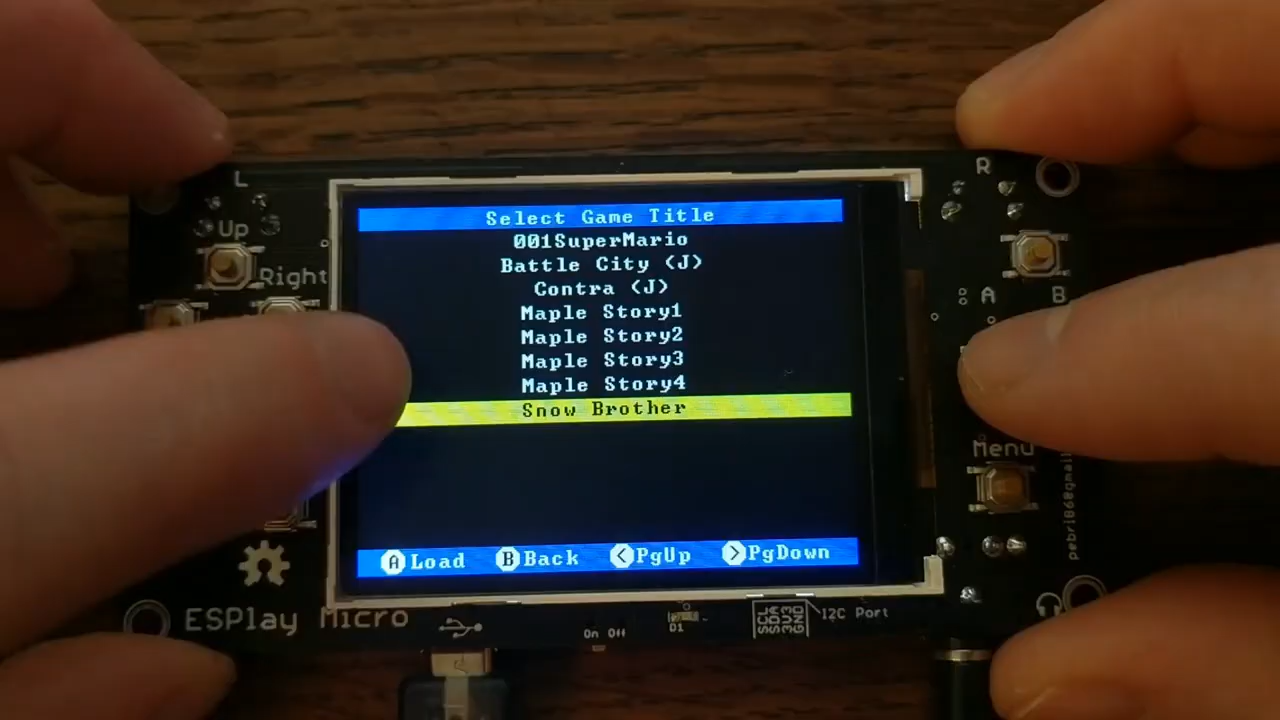 L
R
Up
Right
A B
Menu
Select Game Title
001SuperMario
Battle City (J)
Contra (J)
Maple Story1
Maple Story2
Maple Story3
Maple Story4
Snow Brother
A Load B Back < PgUp > PgDown
ESPlay Micro
On Off
D1
SCL
SDA
3V3
GND
I2C Port